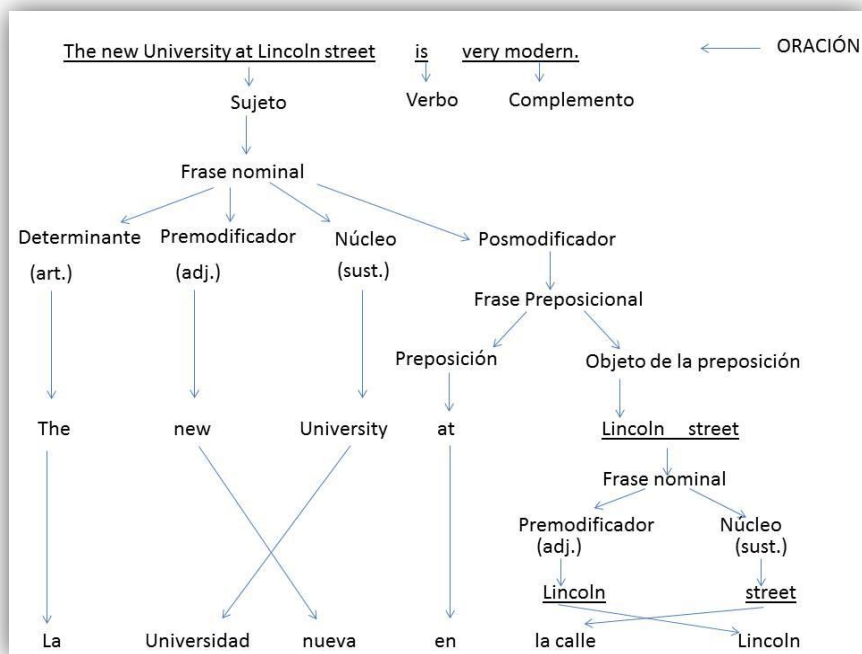 The new University at Lincoln street is very modern. ORACIÓN
Sujeto Verbo Complemento
Frase nominal
Determinante Premodificador Núcleo Posmodificador
(art.) (adj.) (sust.)
Frase Preposicional
Preposición Objeto de la preposición
The new University at Lincoln street
Frase nominal
Premodificador Núcleo
(adj.) (sust.)
Lincoln street
La Universidad nueva en la calle Lincoln